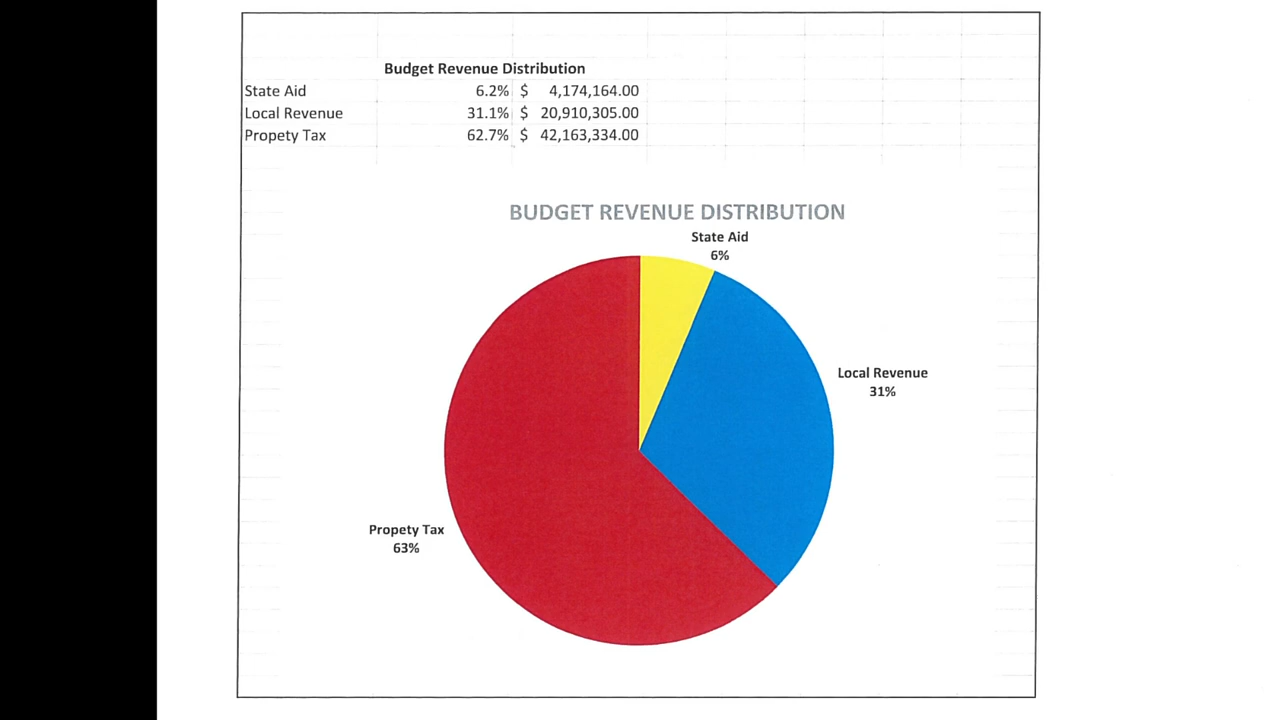 Budget Revenue Distribution
State Aid 6.2% $ 4,174,164.00
Local Revenue 31.1% $ 20,910,305.00
Propety Tax 62.7% $ 42,163,334.00
BUDGET REVENUE DISTRIBUTION
State Aid
6%
Local Revenue
31%
Propety Tax
63%